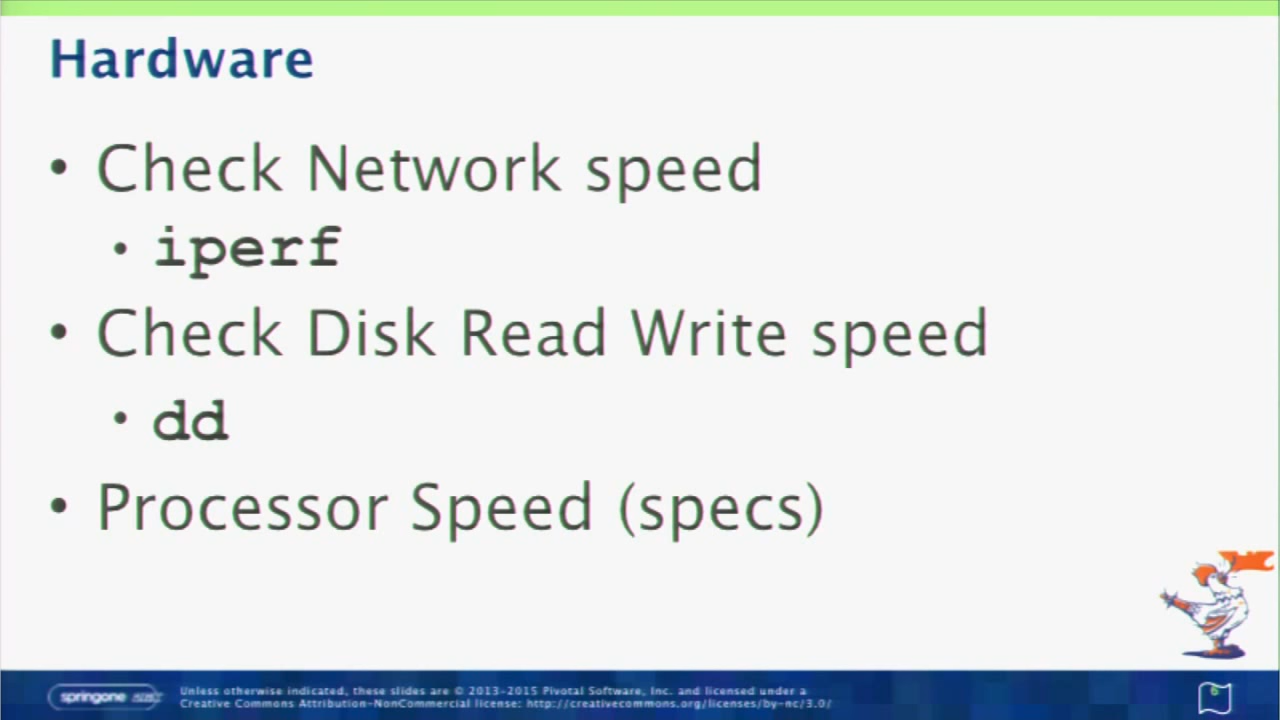 Hardware
• Check Network speed
• iperf
• Check Disk Read Write speed
• dd
• Processor Speed (specs)
springone
Unless otherwise indicated, these slides are © 2013-2015 Pivotal Software, Inc. and licensed under a
Creative Commons Attribution-NonCommercial license: http://creativecommons.org/licenses/by-nc/3.0/
6